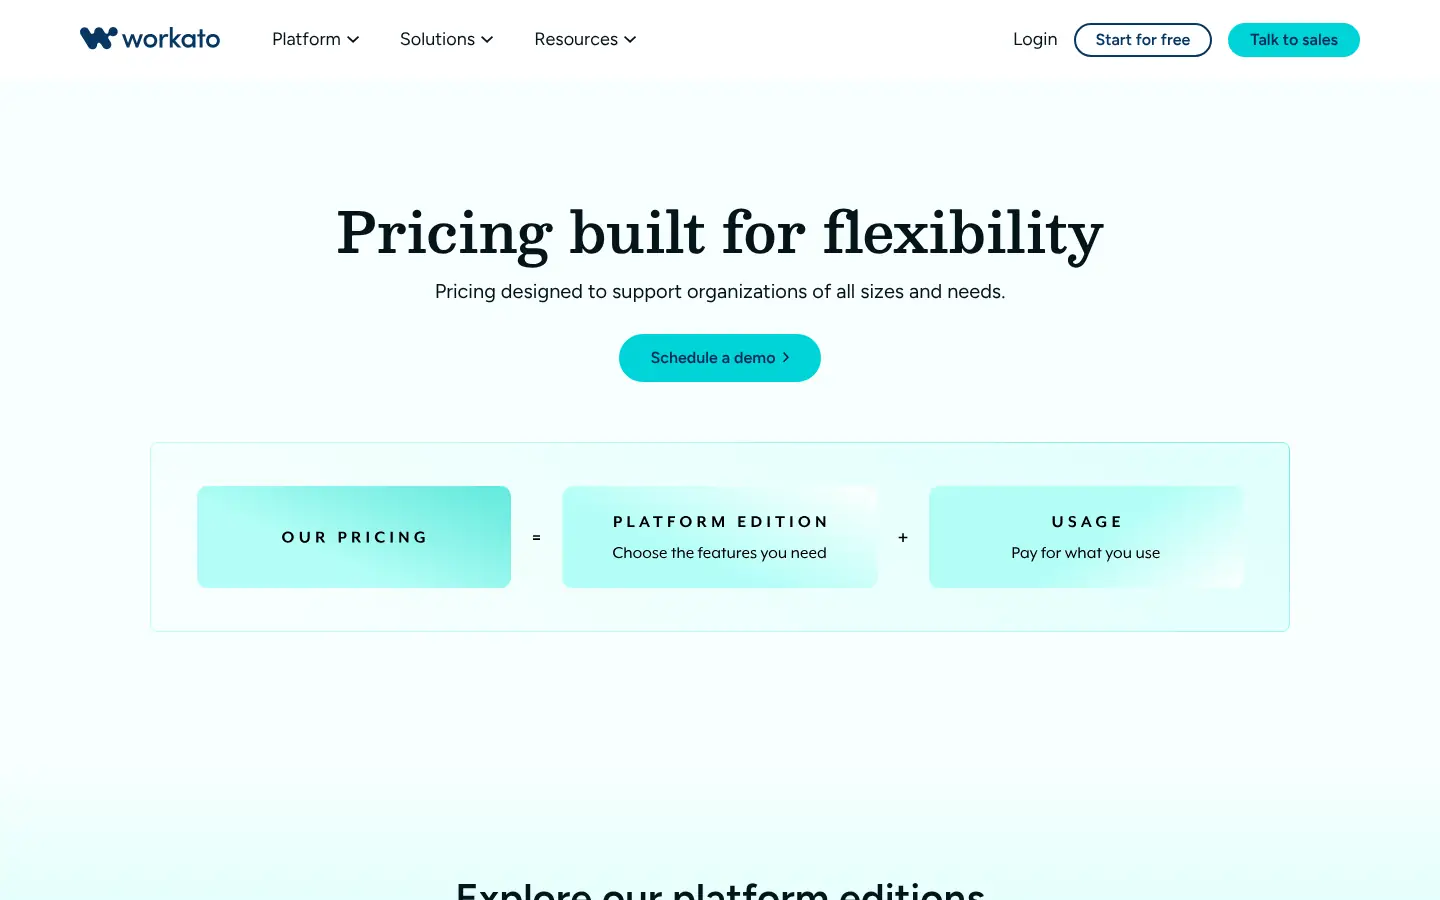 workato
Platform
Solutions
Resources
Login
Start for free
Talk to sales
Pricing built for flexibility
Pricing designed to support organizations of all sizes and needs.
Schedule a demo
OUR PRICING
=
PLATFORM EDITION
Choose the features you need
+
USAGE
Pay for what you use
Explore our platform editions